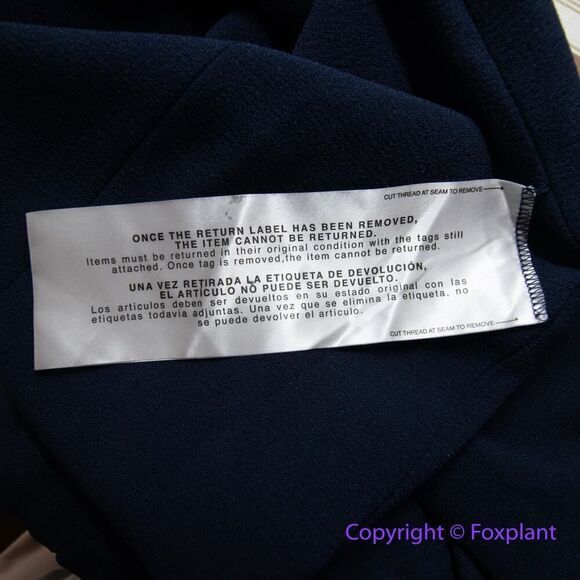 CUT THREAD AT SEAM TO REMOVE
ONCE THE RETURN LABEL HAS BEEN REMOVED,
THE ITEM CANNOT BE RETURNED.
Items must be returned in their original condition with the tags still
attached. Once tag is removed,the item cannot be returned.
UNA VEZ RETIRADA LA ETIQUETA DE DEVOLUCIÓN,
EL ARTICULO NO PUEDE SER DEVUELTO.
Los artículos deben ser devueltos en su estado original con las
etiquetas todavia adjuntas. Una vez que se elimina la etiqueta, no
se puede devolver el artículo.
CUT THREAD AT SEAM TO REMOVE
Copyright © Foxplant